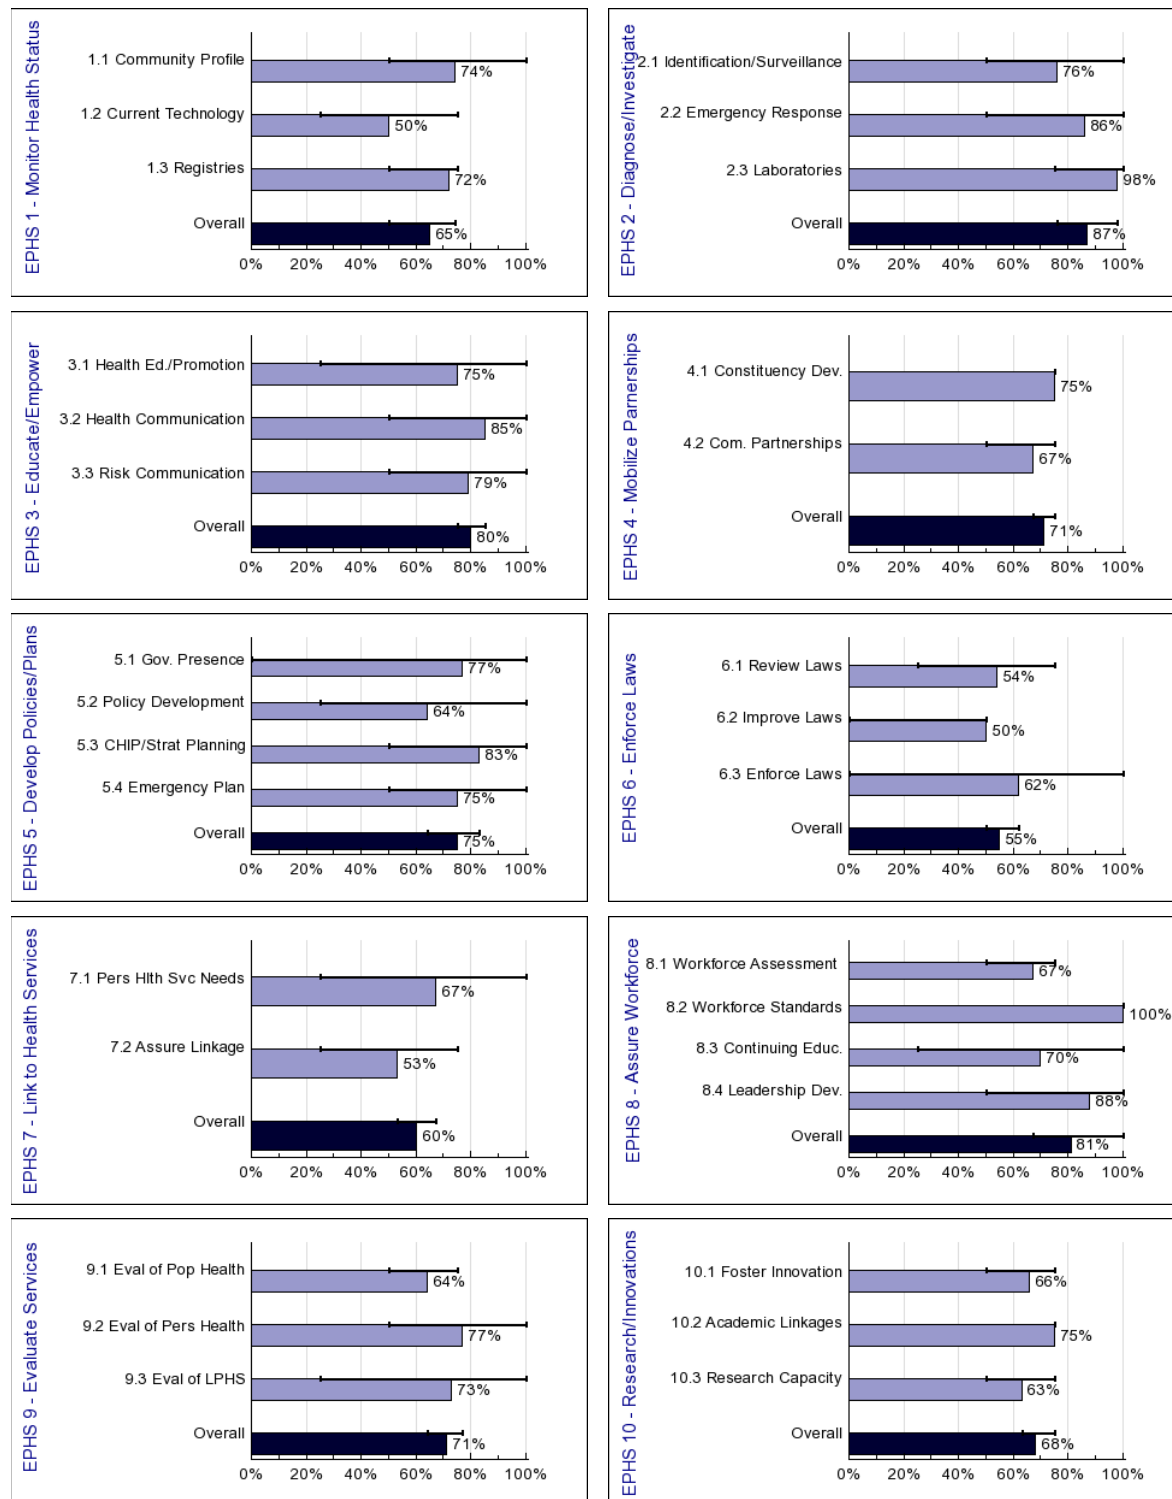 EPHS 1 - Monitor Health Status
1.1 Community Profile
74%
1.2 Current Technology
50%
1.3 Registries
72%
Overall
65%
0% 20% 40% 60% 80% 100%
EPHS 2 - Diagnose/Investigate
2.1 Identification/Surveillance
76%
2.2 Emergency Response
86%
2.3 Laboratories
98%
Overall
87%
0% 20% 40% 60% 80% 100%
EPHS 3 - Educate/Empower
3.1 Health Ed./Promotion
75%
3.2 Health Communication
85%
3.3 Risk Communication
79%
Overall
80%
0% 20% 40% 60% 80% 100%
EPHS 4 - Mobilize Parnerships
4.1 Constituency Dev.
75%
4.2 Com. Partnerships
67%
Overall
71%
0% 20% 40% 60% 80% 100%
EPHS 5 - Develop Policies/Plans
5.1 Gov. Presence
77%
5.2 Policy Development
64%
5.3 CHIP/Strat Planning
83%
5.4 Emergency Plan
75%
Overall
75%
0% 20% 40% 60% 80% 100%
EPHS 6 - Enforce Laws
6.1 Review Laws
54%
6.2 Improve Laws
50%
6.3 Enforce Laws
62%
Overall
55%
0% 20% 40% 60% 80% 100%
EPHS 7 - Link to Health Services
7.1 Pers Hlth Svc Needs
67%
7.2 Assure Linkage
53%
Overall
60%
0% 20% 40% 60% 80% 100%
EPHS 8 - Assure Workforce
8.1 Workforce Assessment
67%
8.2 Workforce Standards
100%
8.3 Continuing Educ.
70%
8.4 Leadership Dev.
88%
Overall
81%
0% 20% 40% 60% 80% 100%
EPHS 9 - Evaluate Services
9.1 Eval of Pop Health
64%
9.2 Eval of Pers Health
77%
9.3 Eval of LPHS
73%
Overall
71%
0% 20% 40% 60% 80% 100%
EPHS 10 - Research/Innovations
10.1 Foster Innovation
66%
10.2 Academic Linkages
75%
10.3 Research Capacity
63%
Overall
68%
0% 20% 40% 60% 80% 100%